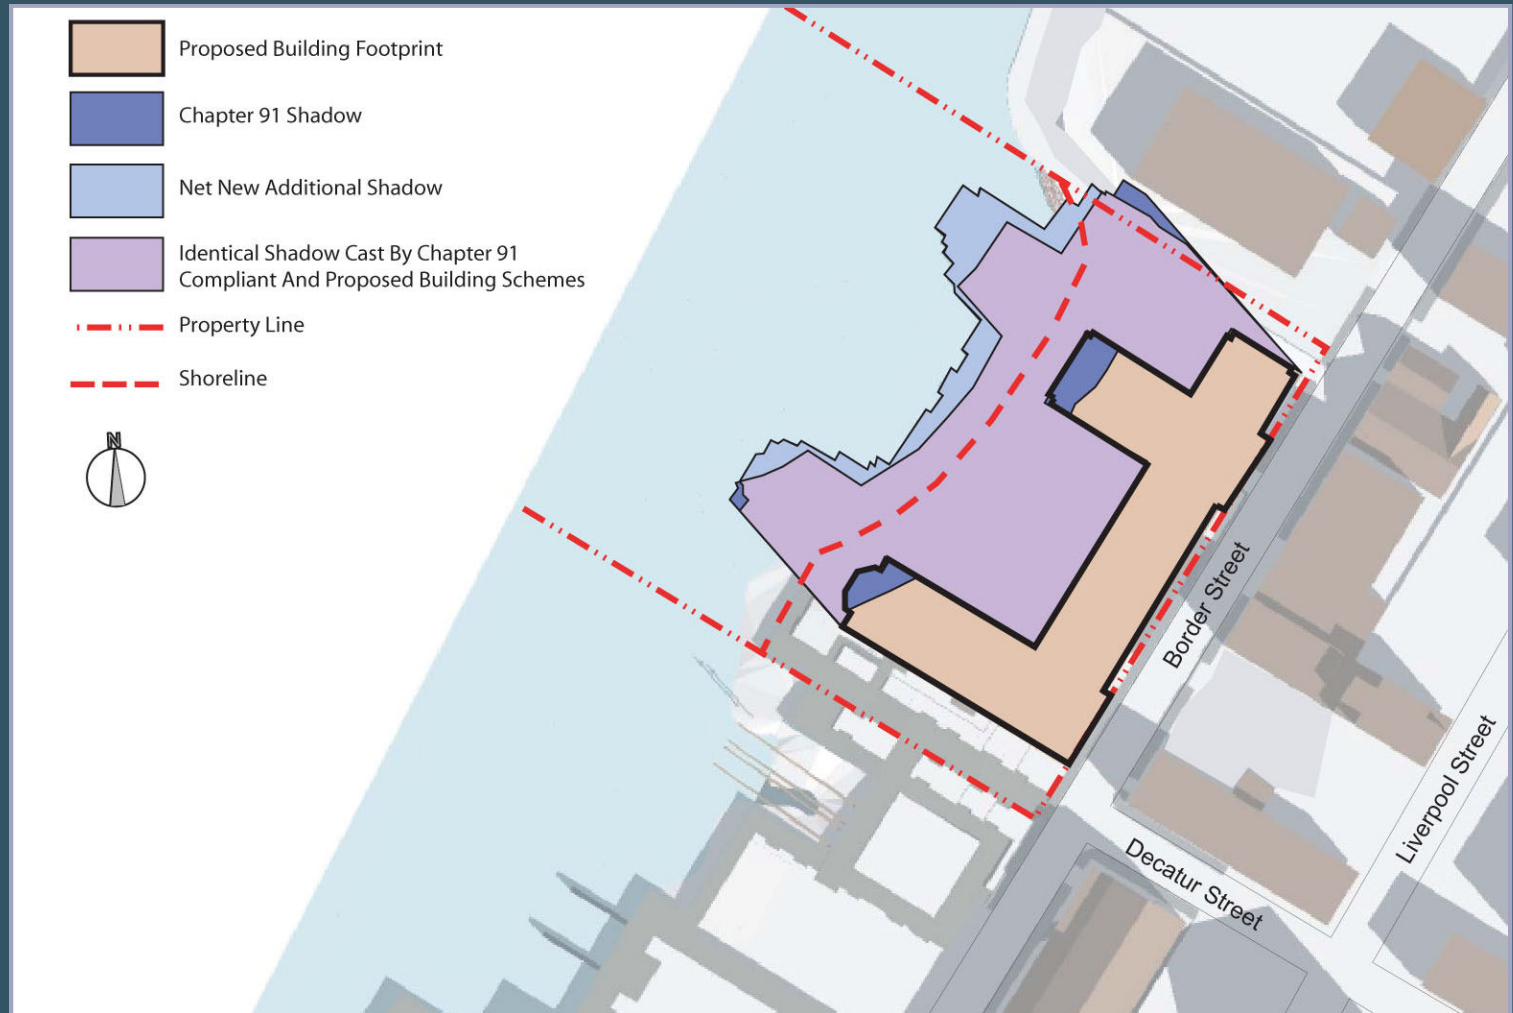 Proposed Building Footprint
Chapter 91 Shadow
Net New Additional Shadow
Identical Shadow Cast By Chapter 91
Compliant And Proposed Building Schemes
Property Line
Shoreline
N
Border Street
Liverpool Street
Decatur Street